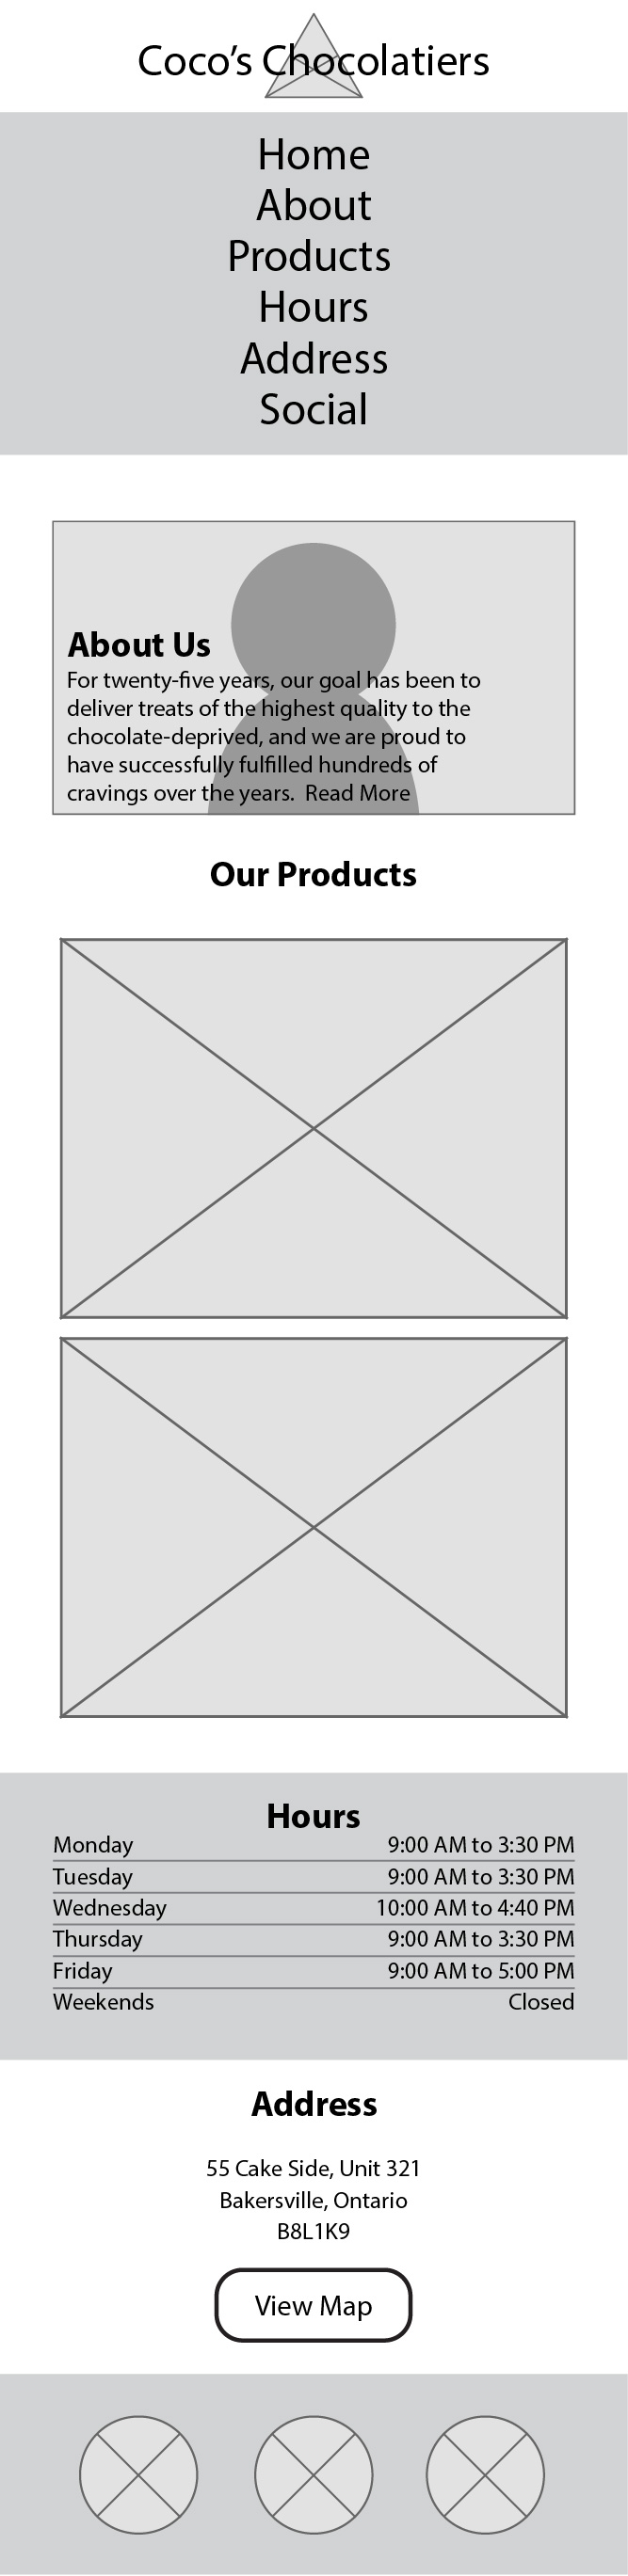 Coco’s Chocolatiers
Home
About
Products
Hours
Address
Social
About Us
For twenty-five years, our goal has been to
deliver treats of the highest quality to the
chocolate-deprived, and we are proud to
have successfully fulfilled hundreds of
cravings over the years.  Read More
Our Products
Hours
Monday 9:00 AM to 3:30 PM
Tuesday 9:00 AM to 3:30 PM
Wednesday 10:00 AM to 4:40 PM
Thursday 9:00 AM to 3:30 PM
Friday 9:00 AM to 5:00 PM
Weekends Closed
Address
55 Cake Side, Unit 321
Bakersville, Ontario
B8L1K9
View Map